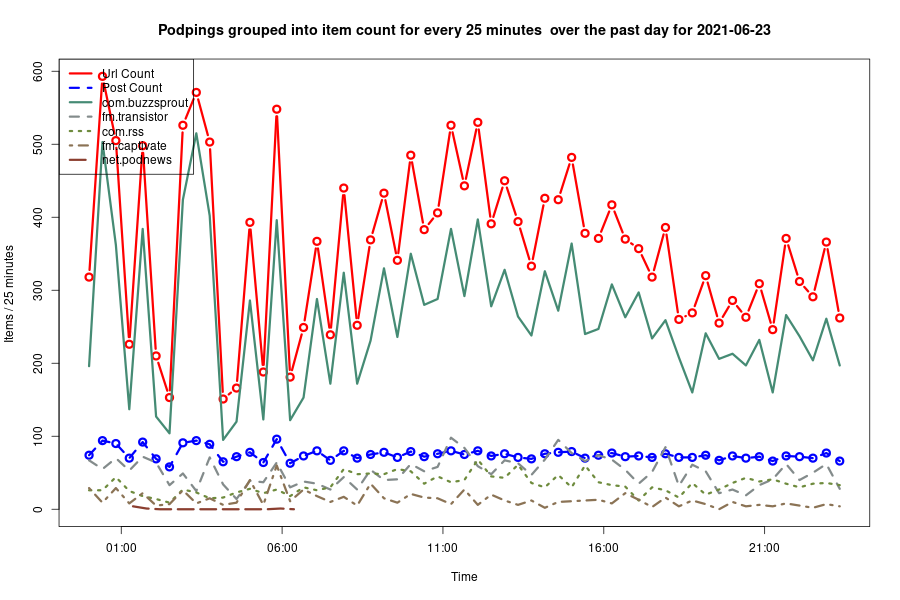 Podpings grouped into item count for every 25 minutes  over the past day for 2021-06-23
Items / 25 minutes
600
500
400
300
200
100
0
Url Count
Post Count
com.buzzsprout
fm.transistor
com.rss
fm.captivate
net.podnews
01:00 06:00 11:00 16:00 21:00
Time